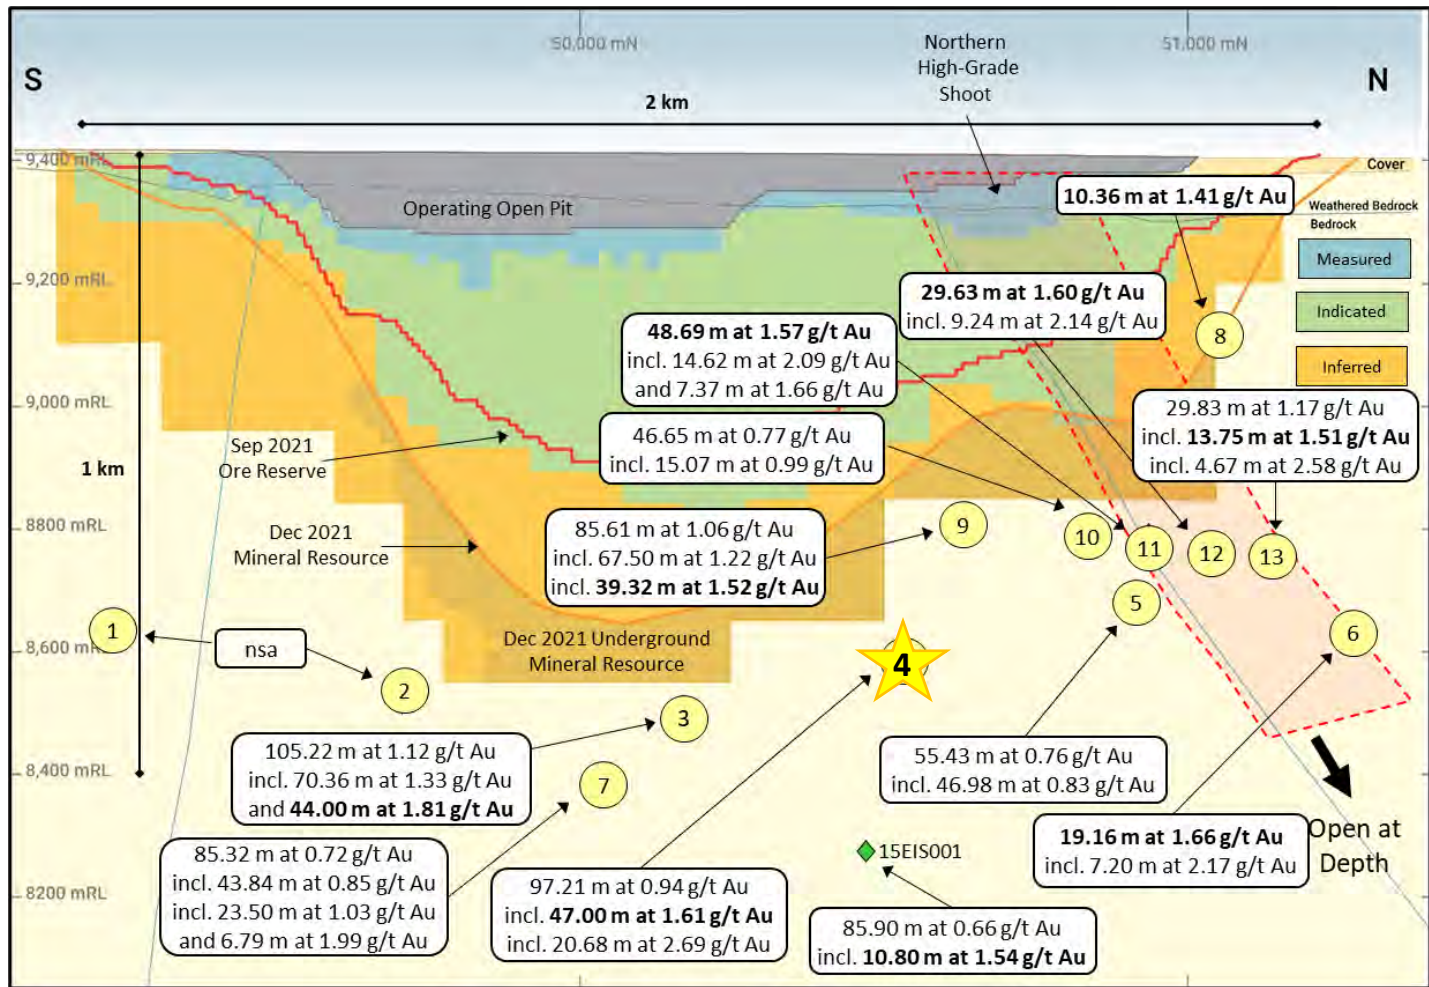 50,000 mN
51,000 mN
S
N
Northern
High-Grade
Shoot
2 km
9,400 mRL
Cover
10.36 m at 1.41 g/t Au
Operating Open Pit
Weathered Bedrock
Bedrock
Measured
9,200 mRL
29.63 m at 1.60 g/t Au
incl. 9.24 m at 2.14 g/t Au
Indicated
48.69 m at 1.57 g/t Au
incl. 14.62 m at 2.09 g/t Au
and 7.37 m at 1.66 g/t Au
8
Inferred
9,000 mRL
29.83 m at 1.17 g/t Au
incl. 13.75 m at 1.51 g/t Au
incl. 4.67 m at 2.58 g/t Au
46.65 m at 0.77 g/t Au
incl. 15.07 m at 0.99 g/t Au
Sep 2021
Ore Reserve
1 km
8800 mRL
85.61 m at 1.06 g/t Au
incl. 67.50 m at 1.22 g/t Au
incl. 39.32 m at 1.52 g/t Au
9
10
11
12
13
Dec 2021
Mineral Resource
5
1
nsa
8,600 mRL
Dec 2021 Underground
Mineral Resource
4
6
2
3
105.22 m at 1.12 g/t Au
incl. 70.36 m at 1.33 g/t Au
and 44.00 m at 1.81 g/t Au
7
55.43 m at 0.76 g/t Au
incl. 46.98 m at 0.83 g/t Au
8,400 mRL
19.16 m at 1.66 g/t Au
incl. 7.20 m at 2.17 g/t Au
Open at
Depth
85.32 m at 0.72 g/t Au
incl. 43.84 m at 0.85 g/t Au
incl. 23.50 m at 1.03 g/t Au
and 6.79 m at 1.99 g/t Au
15EIS001
8200 mRL
97.21 m at 0.94 g/t Au
incl. 47.00 m at 1.61 g/t Au
incl. 20.68 m at 2.69 g/t Au
85.90 m at 0.66 g/t Au
incl. 10.80 m at 1.54 g/t Au